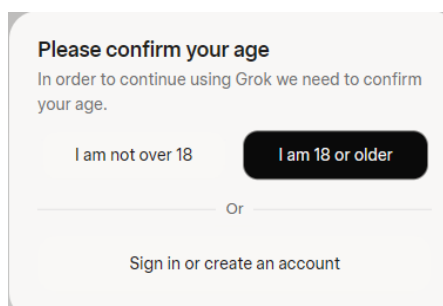 Please confirm your age
In order to continue using Grok we need to confirm
your age.
I am not over 18
I am 18 or older
Or
Sign in or create an account